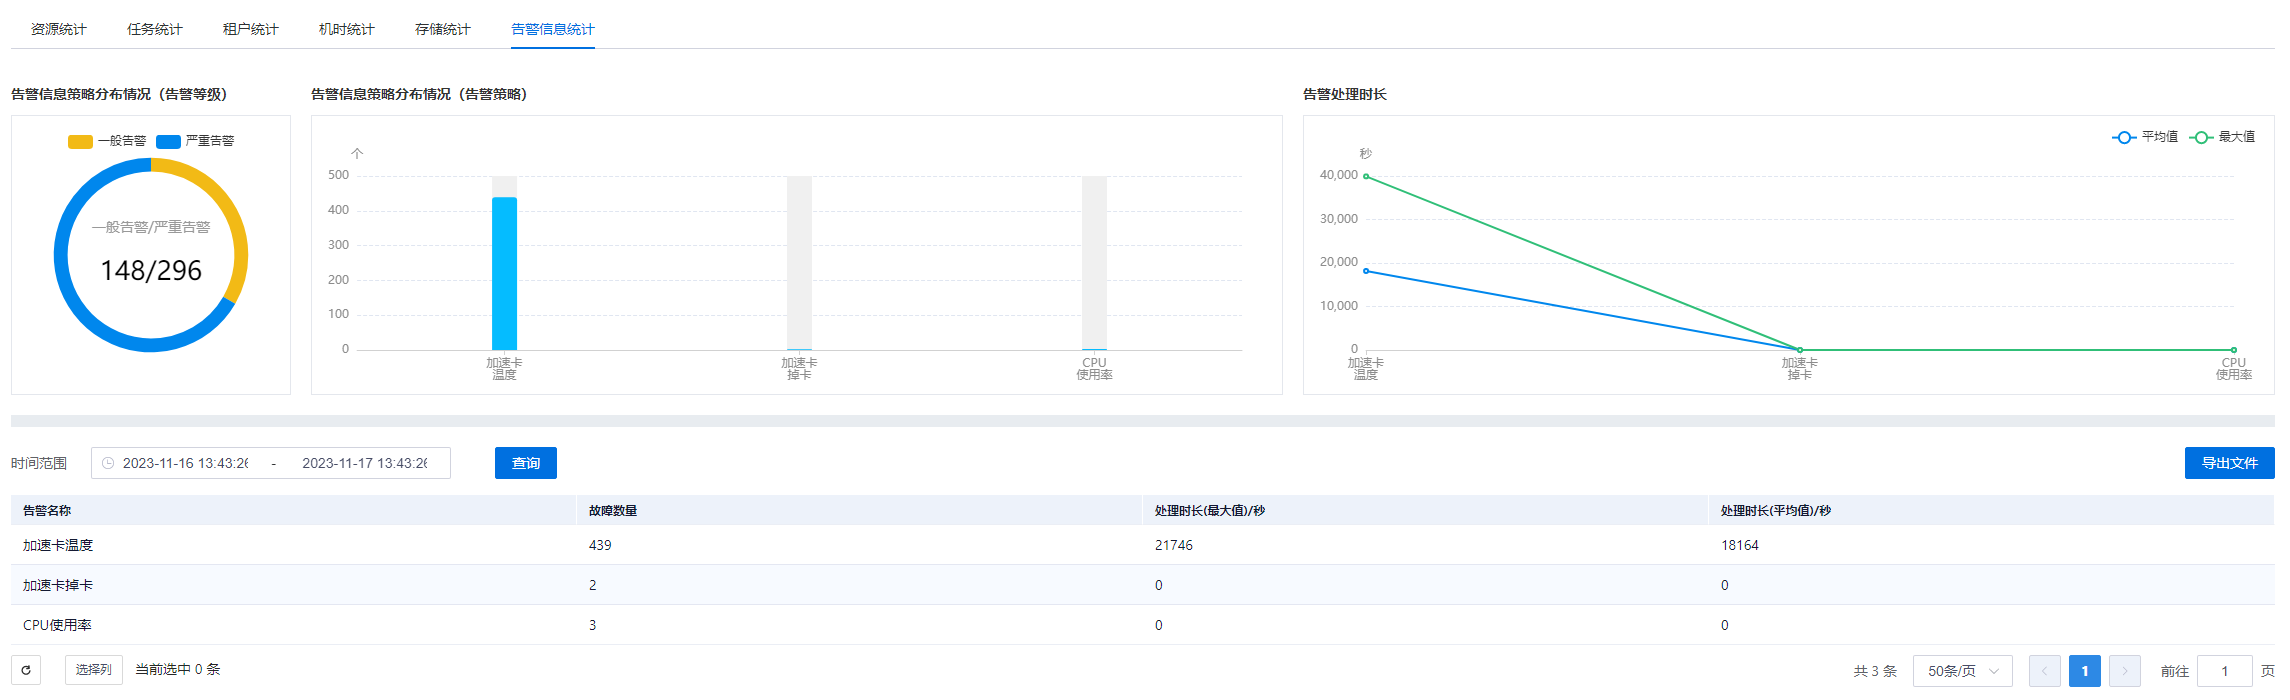 资源统计 任务统计 租户统计 机时统计 存储统计 告警信息统计
告警信息策略分布情况（告警等级）
一般告警 严重告警
一般告警/严重告警
148/296
告警信息策略分布情况（告警策略）
个
500
400
300
200
100
0
加速卡
温度
加速卡
掉卡
CPU
使用率
告警处理时长
平均值 最大值
秒
40,000
30,000
20,000
10,000
0
加速卡
温度
加速卡
掉卡
CPU
使用率
时间范围 2023-11-16 13:43:26 - 2023-11-17 13:43:26 查询 导出文件
告警名称 故障数量 处理时长(最大值)/秒 处理时长(平均值)/秒
加速卡温度 439 21746 18164
加速卡掉卡 2 0 0
CPU使用率 3 0 0
选择列 当前选中 0 条 共 3 条 50条/页 1 前往 1 页